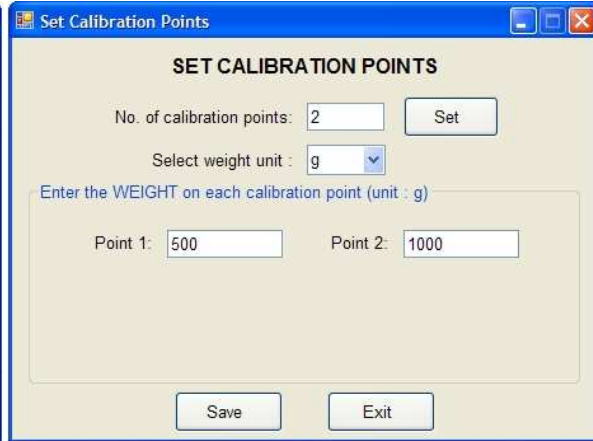 Set Calibration Points
SET CALIBRATION POINTS
No. of calibration points: 2 Set
Select weight unit : g
Enter the WEIGHT on each calibration point (unit : g)
Point 1: 500 Point 2: 1000
Save Exit